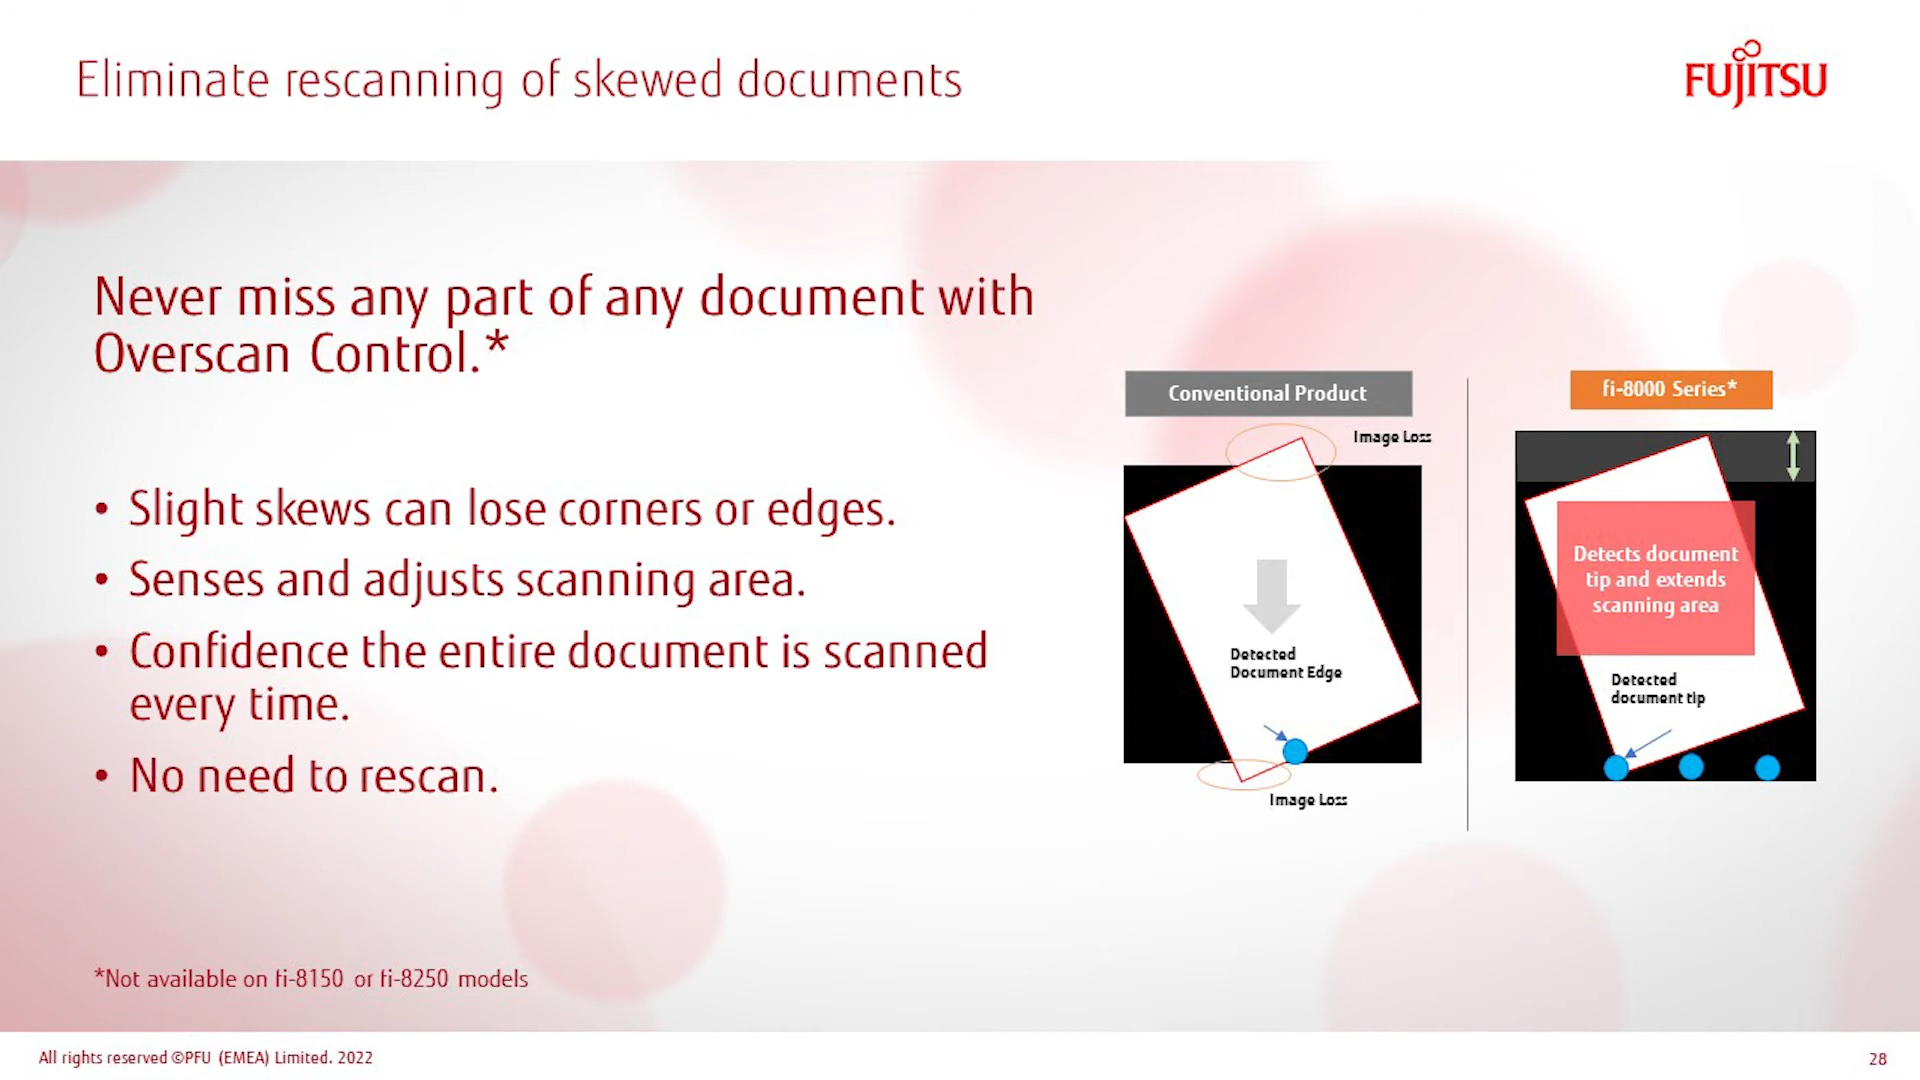 Eliminate rescanning of skewed documents
FUJITSU
Never miss any part of any document with
Overscan Control.*
• Slight skews can lose corners or edges.
• Senses and adjusts scanning area.
• Confidence the entire document is scanned
every time.
• No need to rescan.
*Not available on fi-8150 or fi-8250 models
Conventional Product
Image Loss
Detected
Document Edge
Image Loss
fi-8000 Series*
Detects document
tip and extends
scanning area
Detected
document tip
All rights reserved ©PFU (EMEA) Limited. 2022
28